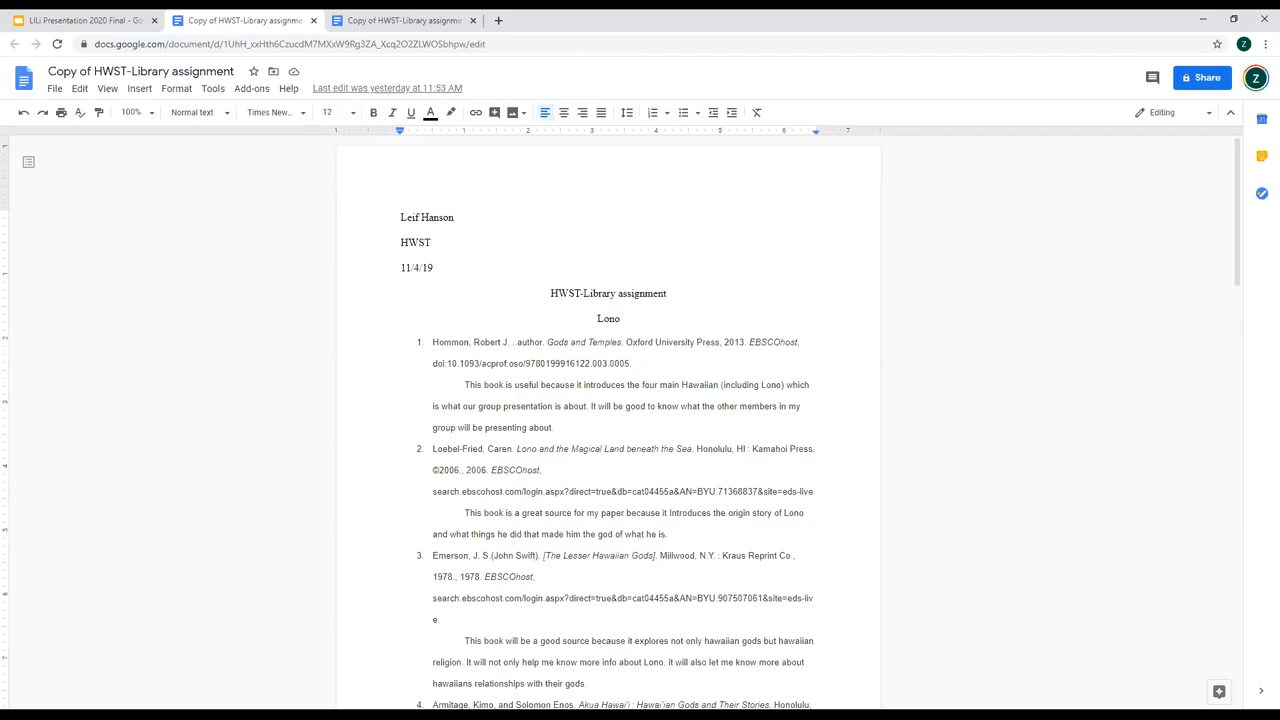 LILi Presentation 2020 Final - Go
Copy of HWST-Library assignme
Copy of HWST-Library assignme
docs.google.com/document/d/1UhH_xxHth6CzucdM7MXxW9Rg3ZA_Xcq2O2ZLWOSbhpw/edit
Z
Copy of HWST-Library assignment
File Edit View Insert Format Tools Add-ons Help Last edit was yesterday at 11:53 AM
Share
Z
100% Normal text Times New... 12 B I U A Editing
1 1 2 3 4 5 6 7
Leif Hanson
HWST
11/4/19
HWST-Library assignment
Lono
1. Hommon, Robert J. ..author. Gods and Temples. Oxford University Press, 2013. EBSCOhost,
doi:10.1093/acprof:oso/9780199916122.003.0005.
This book is useful because it introduces the four main Hawaiian (including Lono) which
is what our group presentation is about. It will be good to know what the other members in my
group will be presenting about.
2. Loebel-Fried, Caren. Lono and the Magical Land beneath the Sea. Honolulu, HI : Kamahoi Press,
©2006., 2006. EBSCOhost,
search.ebscohost.com/login.aspx?direct=true&db=cat04455a&AN=BYU.71368837&site=eds-live.
This book is a great source for my paper because it Introduces the origin story of Lono
and what things he did that made him the god of what he is.
3. Emerson, J. S.(John Swift). [The Lesser Hawaiian Gods]. Millwood, N.Y. : Kraus Reprint Co.,
1978., 1978. EBSCOhost,
search.ebscohost.com/login.aspx?direct=true&db=cat04455a&AN=BYU.907507061&site=eds-liv
e.
This book will be a good source because it explores not only hawaiian gods but hawaiian
religion. It will not only help me know more info about Lono, it will also let me know more about
hawaiians relationships with their gods.
4. Armitage, Kimo, and Solomon Enos. Akua Hawaiʻi : Hawaiʻian Gods and Their Stories. Honolulu,